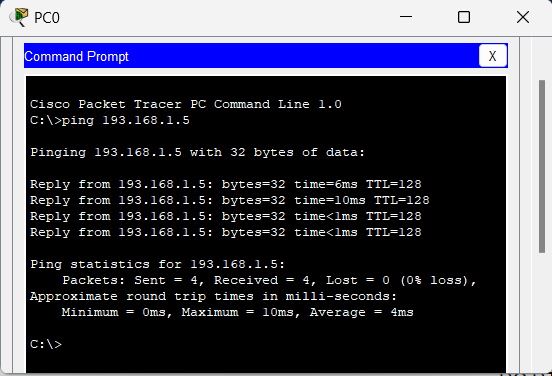 PC0
Command Prompt
X
Cisco Packet Tracer PC Command Line 1.0
C:\>ping 193.168.1.5
Pinging 193.168.1.5 with 32 bytes of data:
Reply from 193.168.1.5: bytes=32 time=6ms TTL=128
Reply from 193.168.1.5: bytes=32 time=10ms TTL=128
Reply from 193.168.1.5: bytes=32 time<1ms TTL=128
Reply from 193.168.1.5: bytes=32 time<1ms TTL=128
Ping statistics for 193.168.1.5:
Packets: Sent = 4, Received = 4, Lost = 0 (0% loss),
Approximate round trip times in milli-seconds:
Minimum = 0ms, Maximum = 10ms, Average = 4ms
C:\>